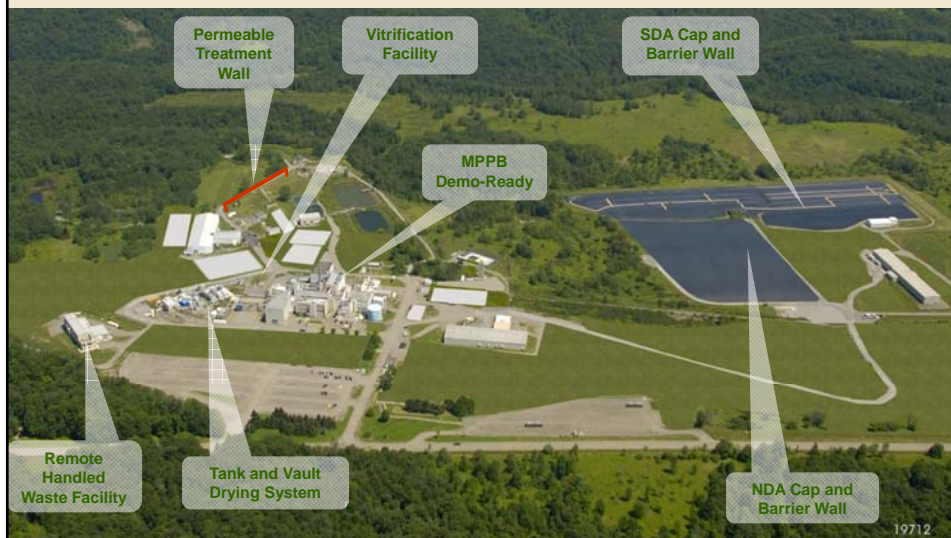 Permeable
Treatment
Wall
Vitrification
Facility
SDA Cap and
Barrier Wall
MPPB
Demo-Ready
Remote
Handled
Waste Facility
Tank and Vault
Drying System
NDA Cap and
Barrier Wall
19712